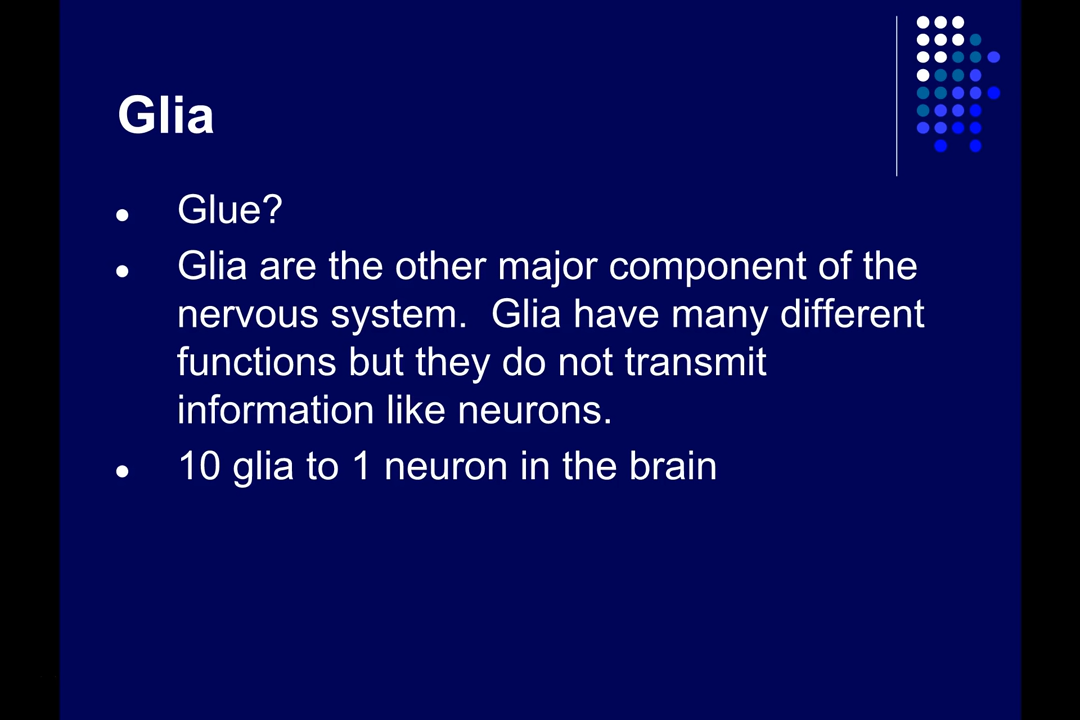 Glia
Glue?
Glia are the other major component of the
nervous system.  Glia have many different
functions but they do not transmit
information like neurons.
10 glia to 1 neuron in the brain